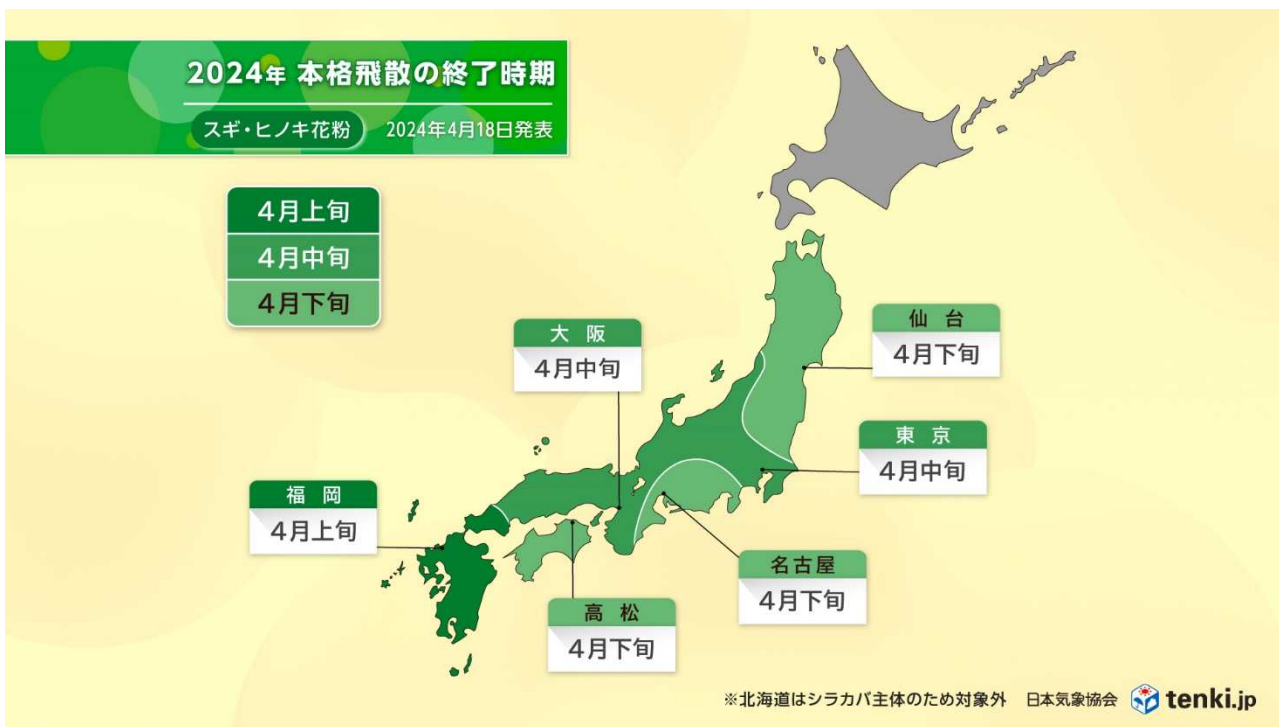 2024年 本格飛散の終了時期
スギ・ヒノキ花粉 2024年4月18日発表
4月上旬
4月中旬
4月下旬
大阪
4月中旬
仙台
4月下旬
東京
4月中旬
福岡
4月上旬
名古屋
4月下旬
高松
4月下旬
※北海道はシラカバ主体のため対象外 日本気象協会 tenki.jp